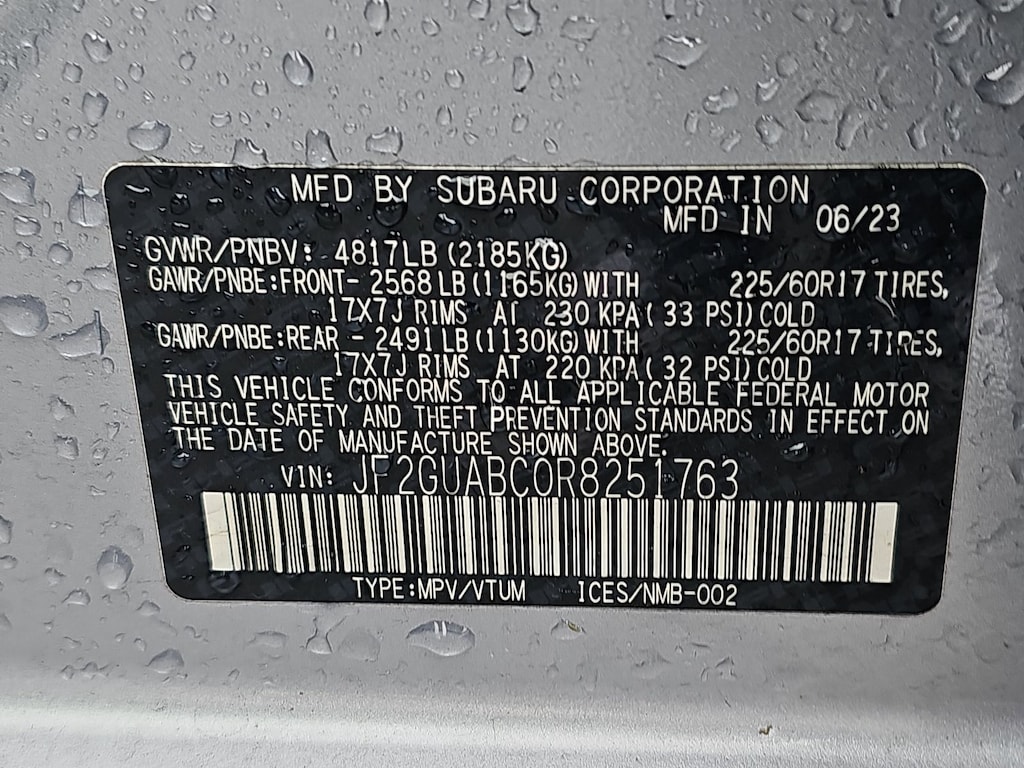 MFD BY SUBARU CORPORATION
MFD IN 06/23
GVWR/PNBV: 4817LB (2185KG)
GAWR/PNBE:FRONT- 2568 LB (1165KG) WITH 225/60R17 TIRES,
17X7J RIMS AT 230 KPA ( 33 PSI) COLD
GAWR/PNBE:REAR - 2491 LB (1130KG) WITH 225/60R17 TIRES,
17X7J RIMS AT 220 KPA ( 32 PSI) COLD
THIS VEHICLE CONFORMS TO ALL APPLICABLE FEDERAL MOTOR
VEHICLE SAFETY AND THEFT PREVENTION STANDARDS IN EFFECT ON
THE DATE OF MANUFACTURE SHOWN ABOVE.
VIN: JF2GUABC0R8251763
TYPE:MPV/VTUM ICES/NMB-002